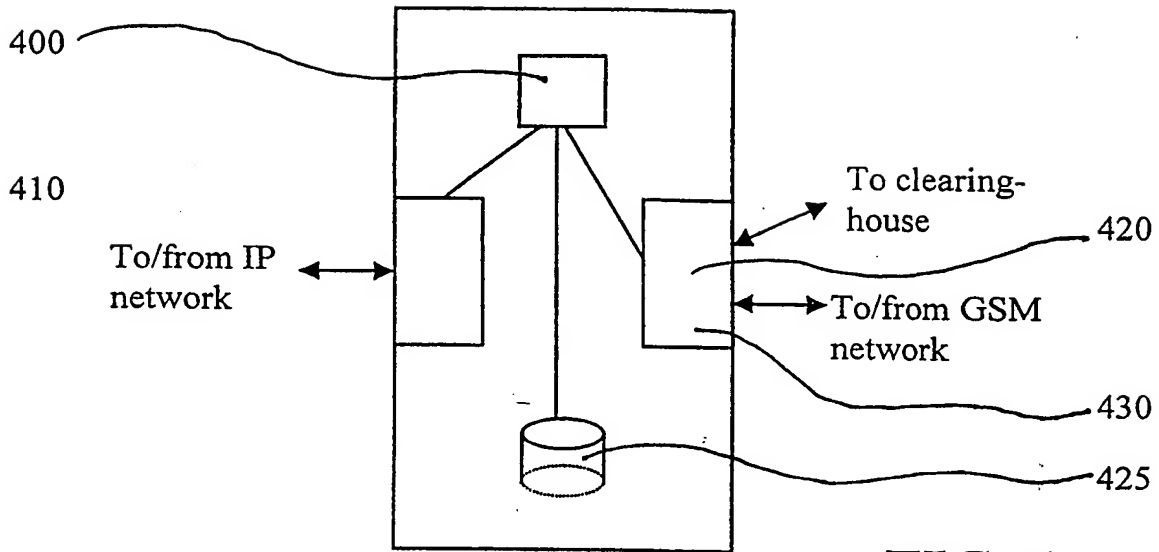 400
410
To/from IP
network
To clearing-
house
420
To/from GSM
network
430
425